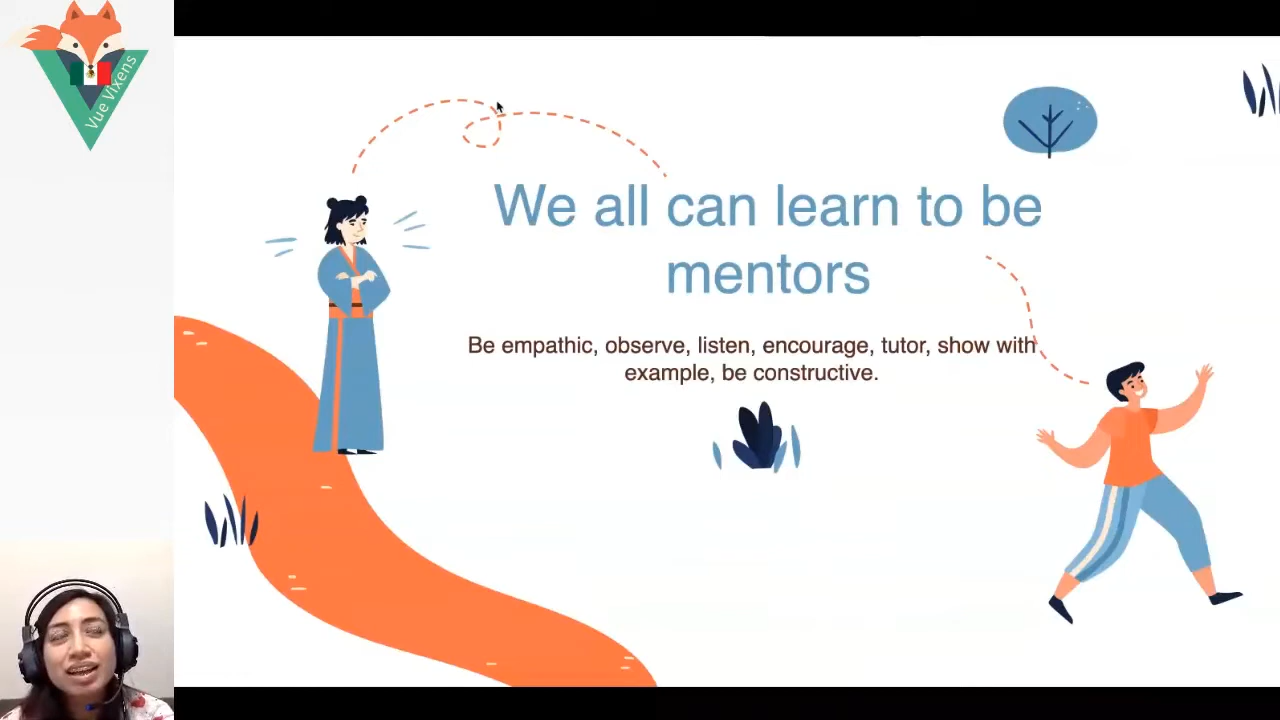 Vue Vixens
We all can learn to be
mentors
Be empathic, observe, listen, encourage, tutor, show with
example, be constructive.